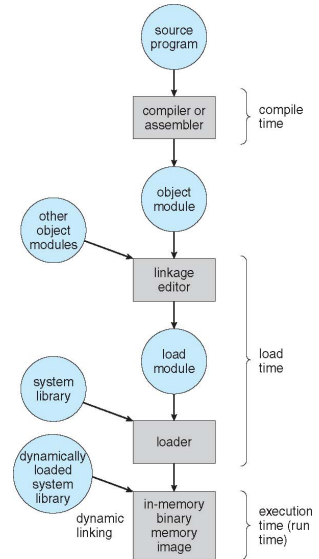 source
program
compiler or
assembler
compile
time
object
module
other
object
modules
linkage
editor
load
module
load
time
system
library
loader
dynamically
loaded
system
library
dynamic
linking
in-memory
binary
memory
image
execution
time (run
time)